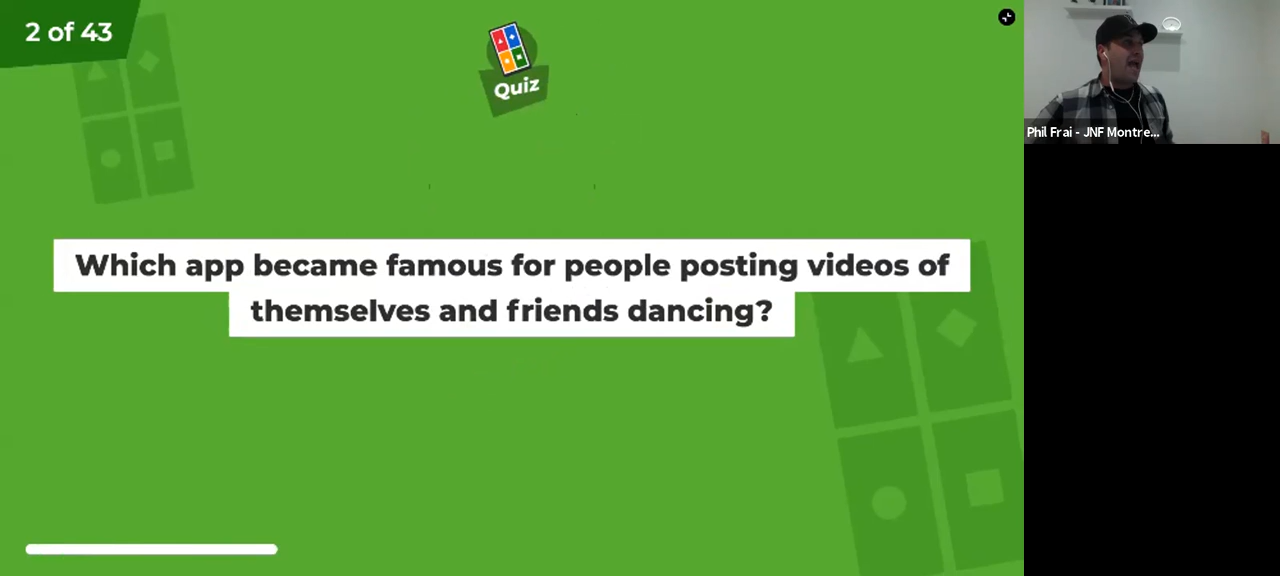 2 of 43
Quiz
Which app became famous for people posting videos of
themselves and friends dancing?
Phil Frai - JNF Montre...